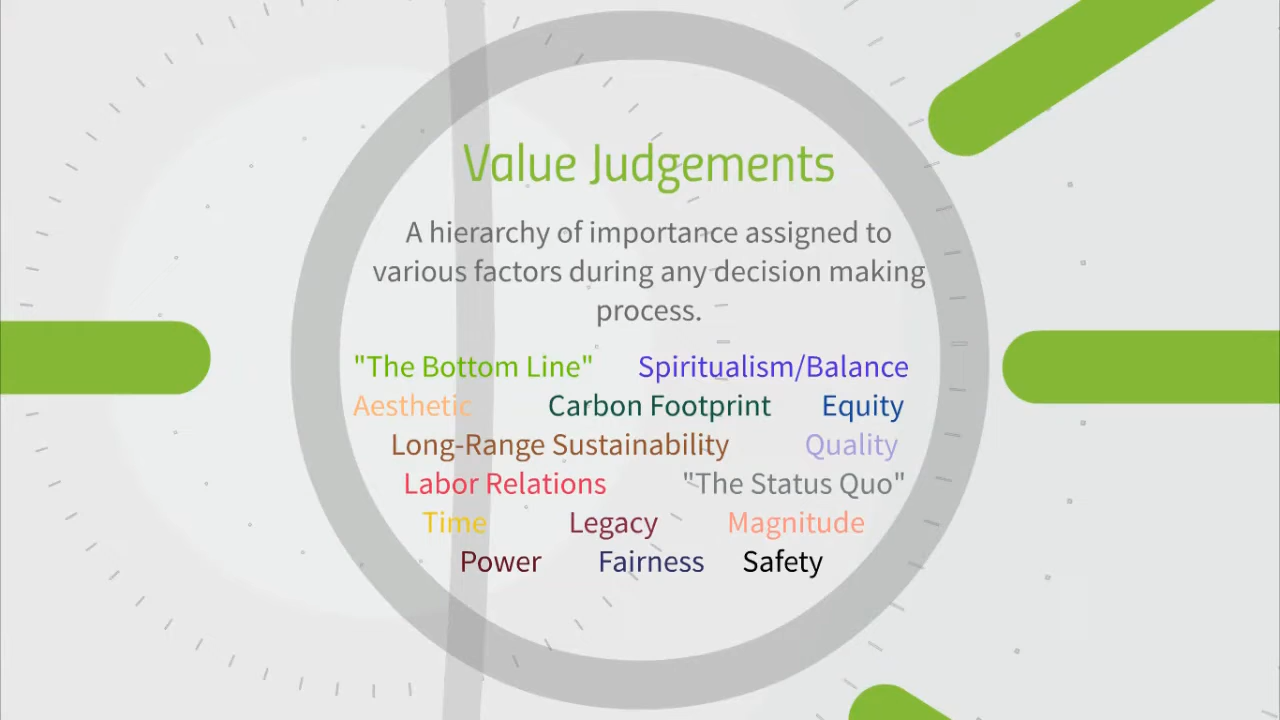 Value Judgements
A hierarchy of importance assigned to
various factors during any decision making
process.
"The Bottom Line" Spiritualism/Balance
Aesthetic Carbon Footprint Equity
Long-Range Sustainability Quality
Labor Relations "The Status Quo"
Time Legacy Magnitude
Power Fairness Safety